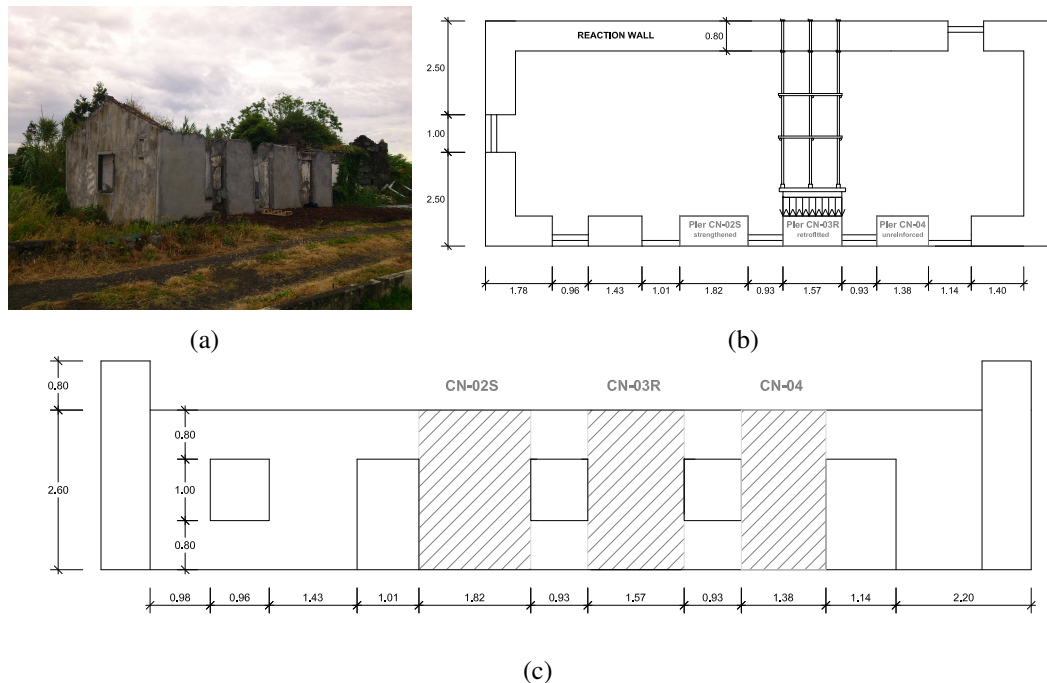 REACTION WALL
0.80
2.50
1.00
2.50
Pier CN-02S
strengthened
Pier CN-03R
retrofitted
Pier CN-04
unreinforced
1.78 0.96 1.43 1.01 1.82 0.93 1.57 0.93 1.38 1.14 1.40
(a) (b)
CN-02S CN-03R CN-04
0.80
2.60
0.80
1.00
0.80
0.98 0.96 1.43 1.01 1.82 0.93 1.57 0.93 1.38 1.14 2.20
(c)